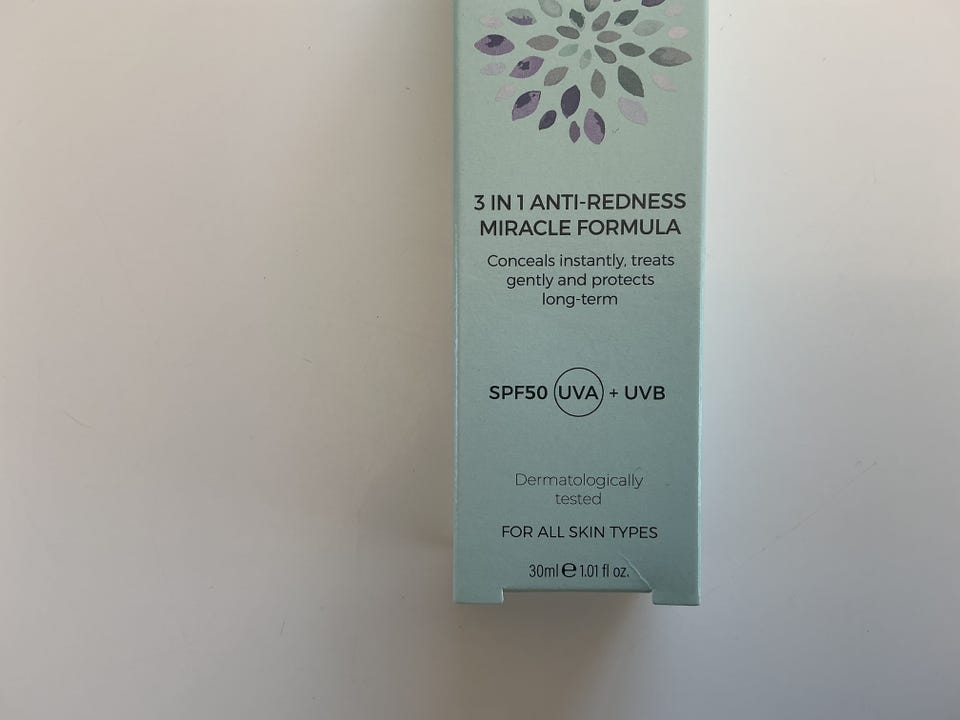 3 IN 1 ANTI-REDNESS
MIRACLE FORMULA
Conceals instantly, treats
gently and protects
long-term
SPF50 UVA + UVB
Dermatologically
tested
FOR ALL SKIN TYPES
30ml ℮ 1.01 fl oz.